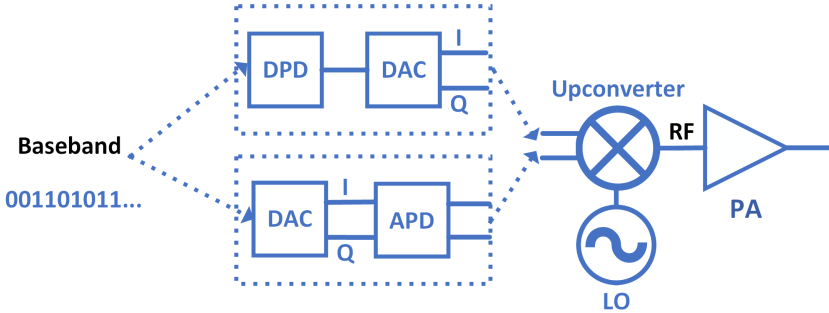 Baseband
001101011...
DPD
DAC
I
Q
DAC
I
Q
APD
Upconverter
RF
PA
LO